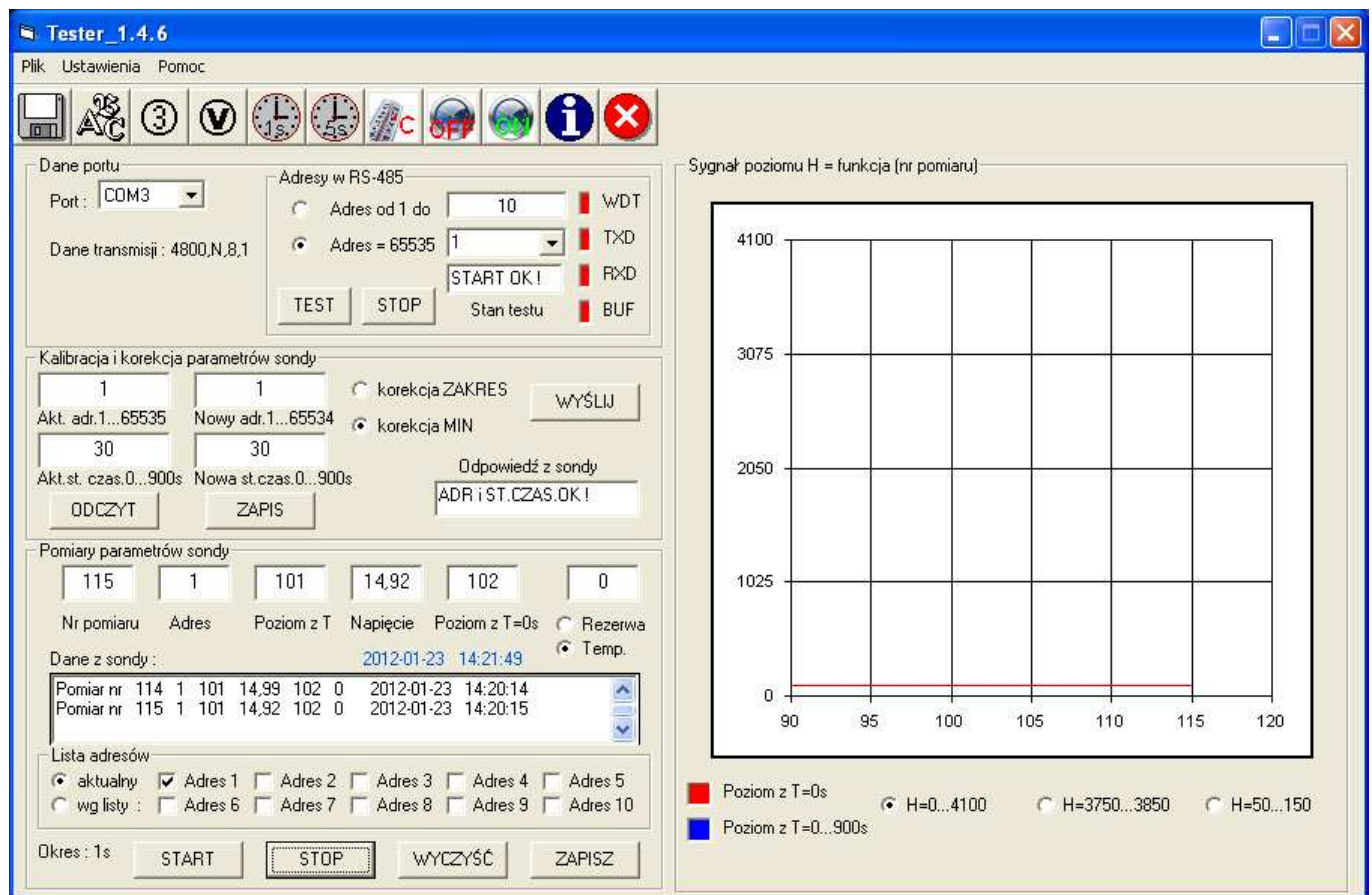 Tester_1.4.6
Plik Ustawienia Pomoc
ABC 3 V 1s. 5s C OFF ON i
Dane portu
Port : COM3
Dane transmisji : 4800,N,8,1
Adresy w RS-485
Adres od 1 do 10 WDT
Adres = 65535 1 TXD
START OK ! RXD
TEST STOP Stan testu BUF
Kalibracja i korekcja parametrów sondy
1 1 korekcja ZAKRES WYŚLIJ
Akt. adr.1...65535 Nowy adr.1...65534 korekcja MIN
30 30
Akt.st. czas.0...900s Nowa st.czas.0...900s Odpowiedź z sondy
ODCZYT ZAPIS ADR i ST.CZAS.OK !
Pomiary parametrów sondy
115 1 101 14,92 102 0
Nr pomiaru Adres Poziom z T Napięcie Poziom z T=0s Rezerwa
Temp.
Dane z sondy : 2012-01-23 14:21:49
Pomiar nr 114 1 101 14,99 102 0 2012-01-23 14:20:14
Pomiar nr 115 1 101 14,92 102 0 2012-01-23 14:20:15
Lista adresów
aktualny Adres 1 Adres 2 Adres 3 Adres 4 Adres 5
wg listy : Adres 6 Adres 7 Adres 8 Adres 9 Adres 10
Okres : 1s START STOP WYCZYŚĆ ZAPISZ
Sygnał poziomu H = funkcja (nr pomiaru)
4100
3075
2050
1025
0
90 95 100 105 110 115 120
Poziom z T=0s H=0...4100 H=3750...3850 H=50...150
Poziom z T=0...900s